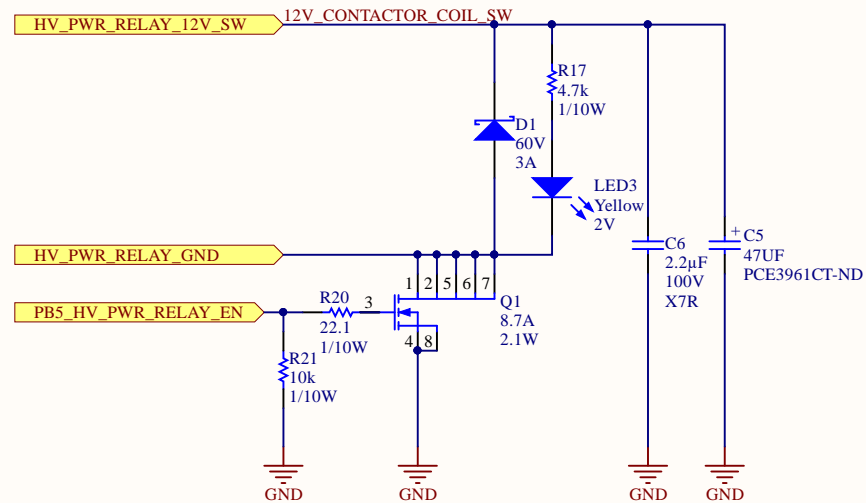 HV_PWR_RELAY_12V_SW
12V_CONTACTOR_COIL_SW
R17
4.7k
1/10W
D1
60V
3A
LED3
Yellow
2V
C6
2.2µF
100V
X7R
+
C5
47UF
PCE3961CT-ND
HV_PWR_RELAY_GND
1
2
5
6
7
Q1
8.7A
2.1W
PB5_HV_PWR_RELAY_EN
R20
22.1
1/10W
3
4
8
R21
10k
1/10W
GND
GND
GND
GND